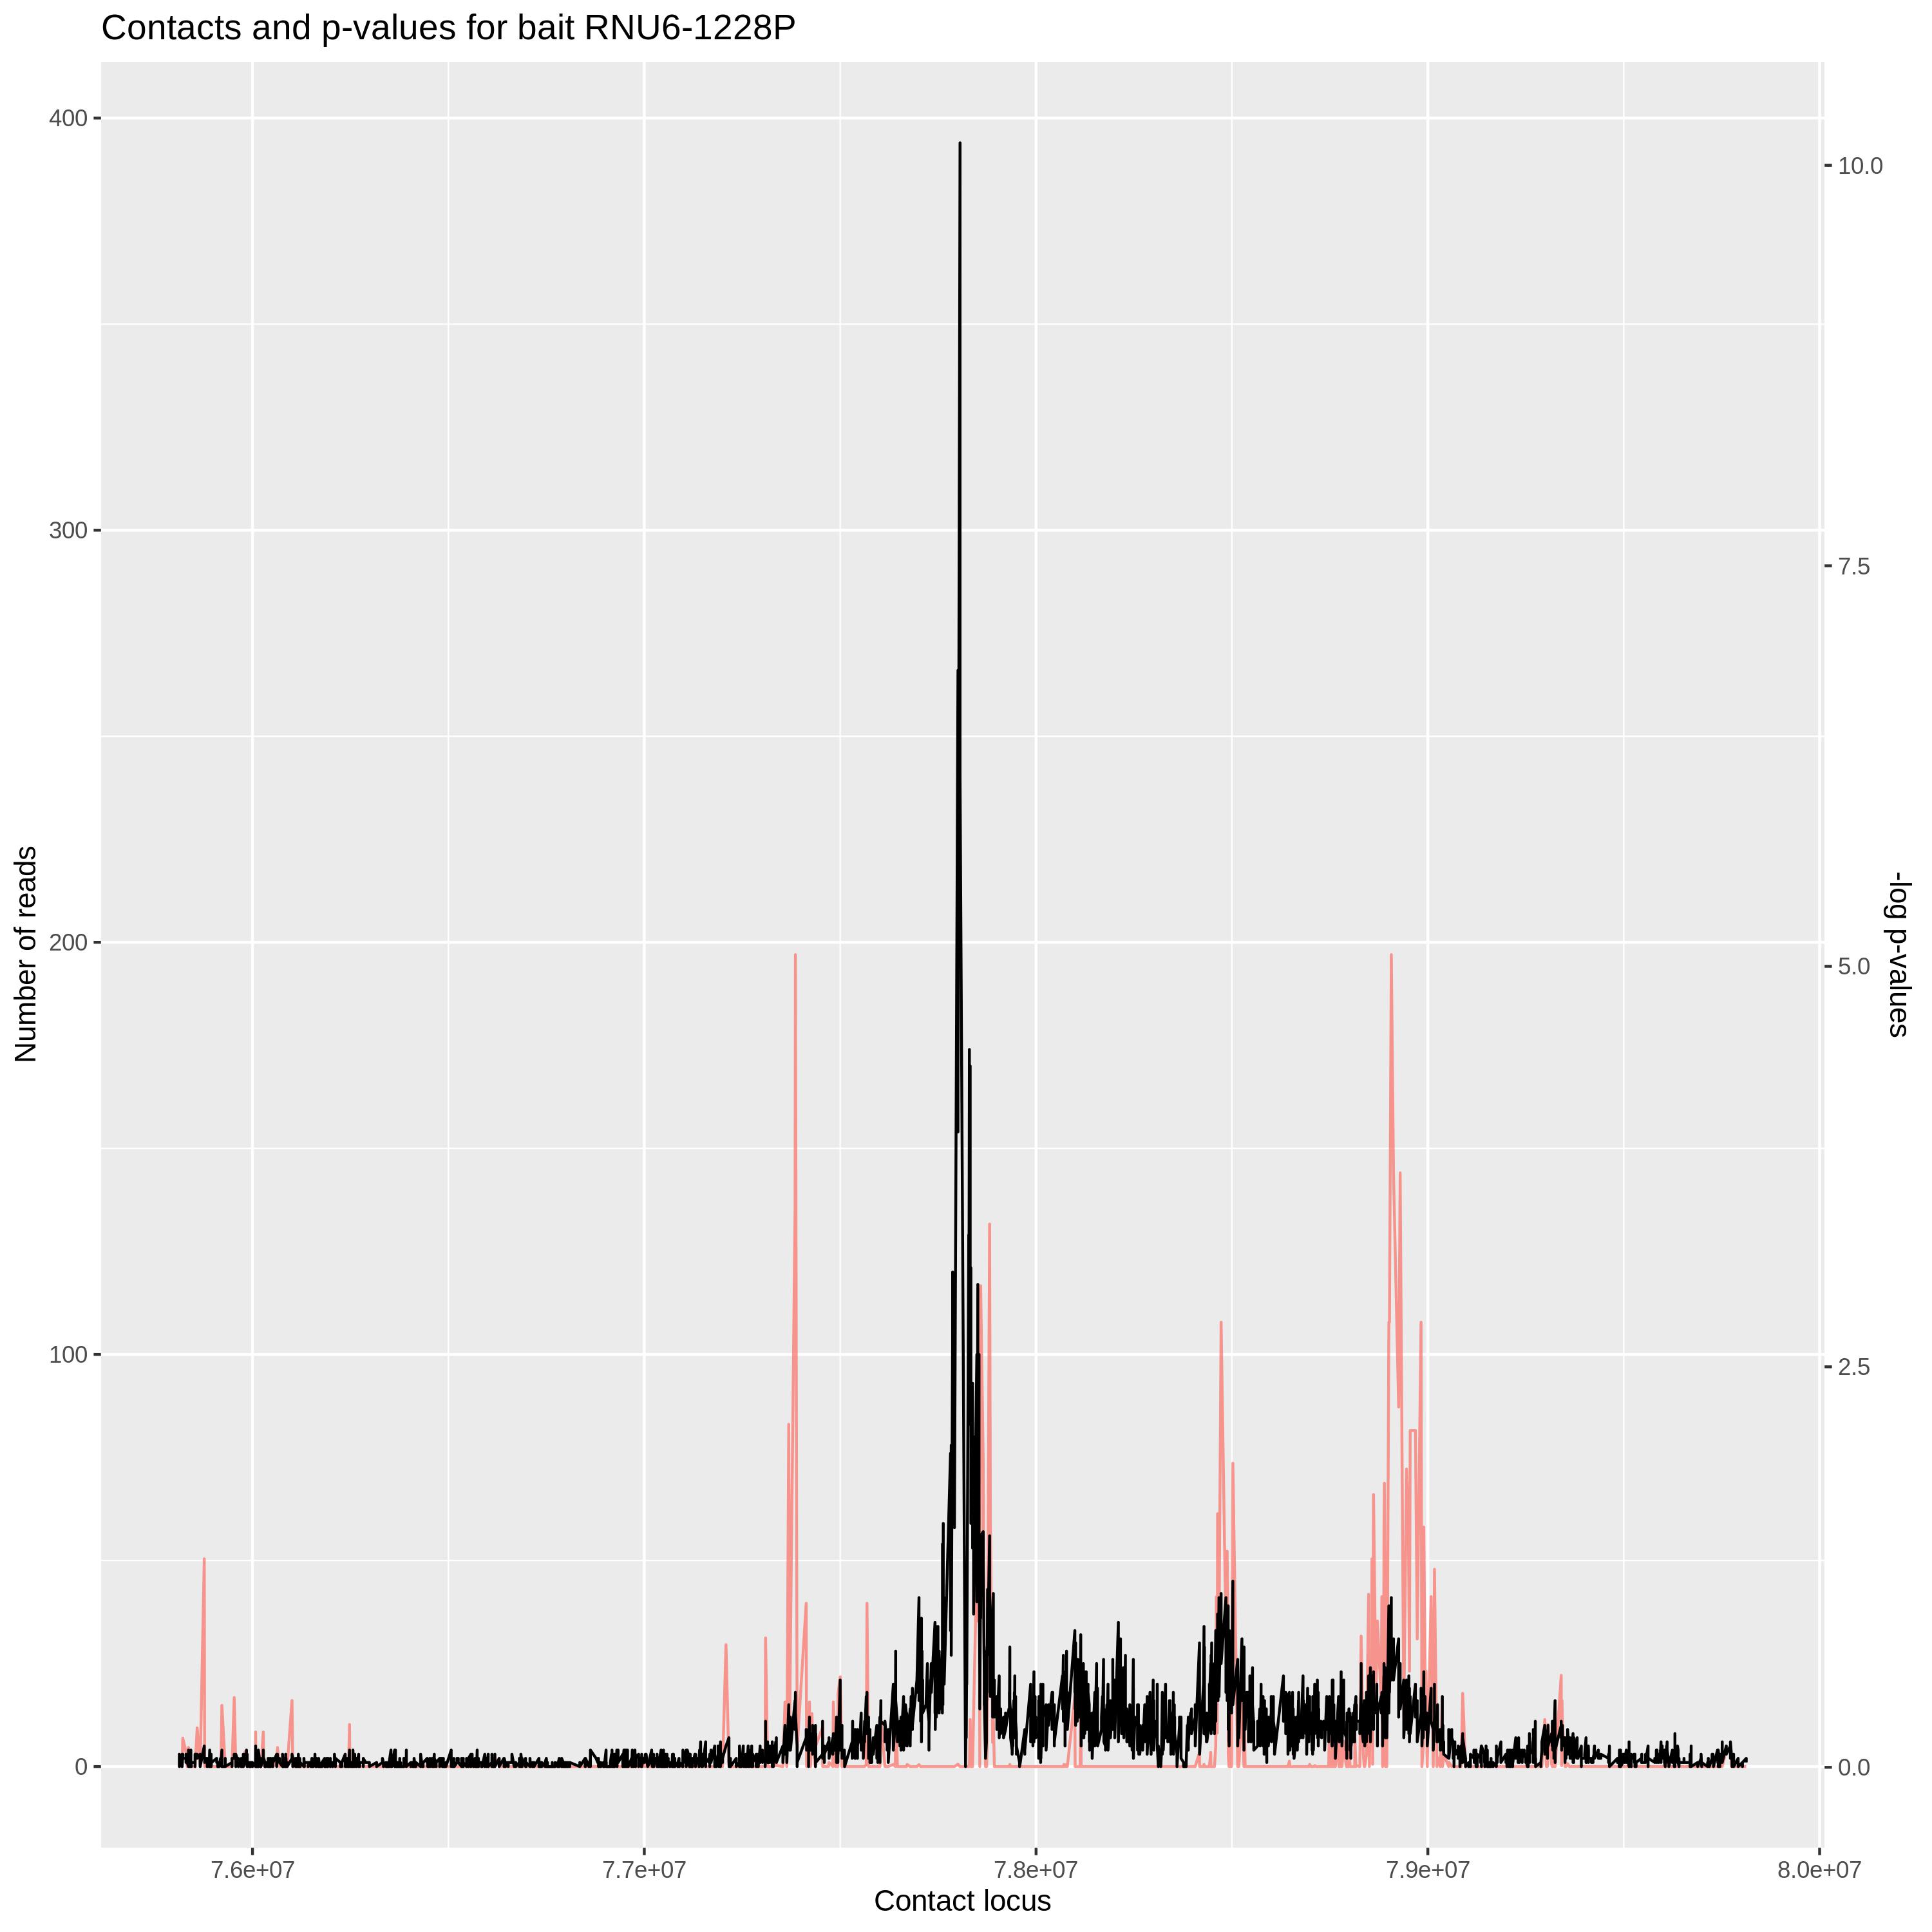 Contacts and p-values for bait RNU6-1228P
400
300
200
100
0
10.0
7.5
5.0
2.5
0.0
Number of reads
-log p-values
7.6e+07
7.7e+07
7.8e+07
7.9e+07
8.0e+07
Contact locus